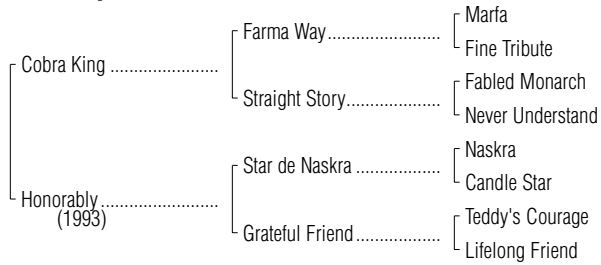 Marfa
Farma Way
Fine Tribute
Cobra King
Fabled Monarch
Straight Story
Never Understand
Naskra
Star de Naskra
Candle Star
Honorably
(1993)
Teddy's Courage
Grateful Friend
Lifelong Friend